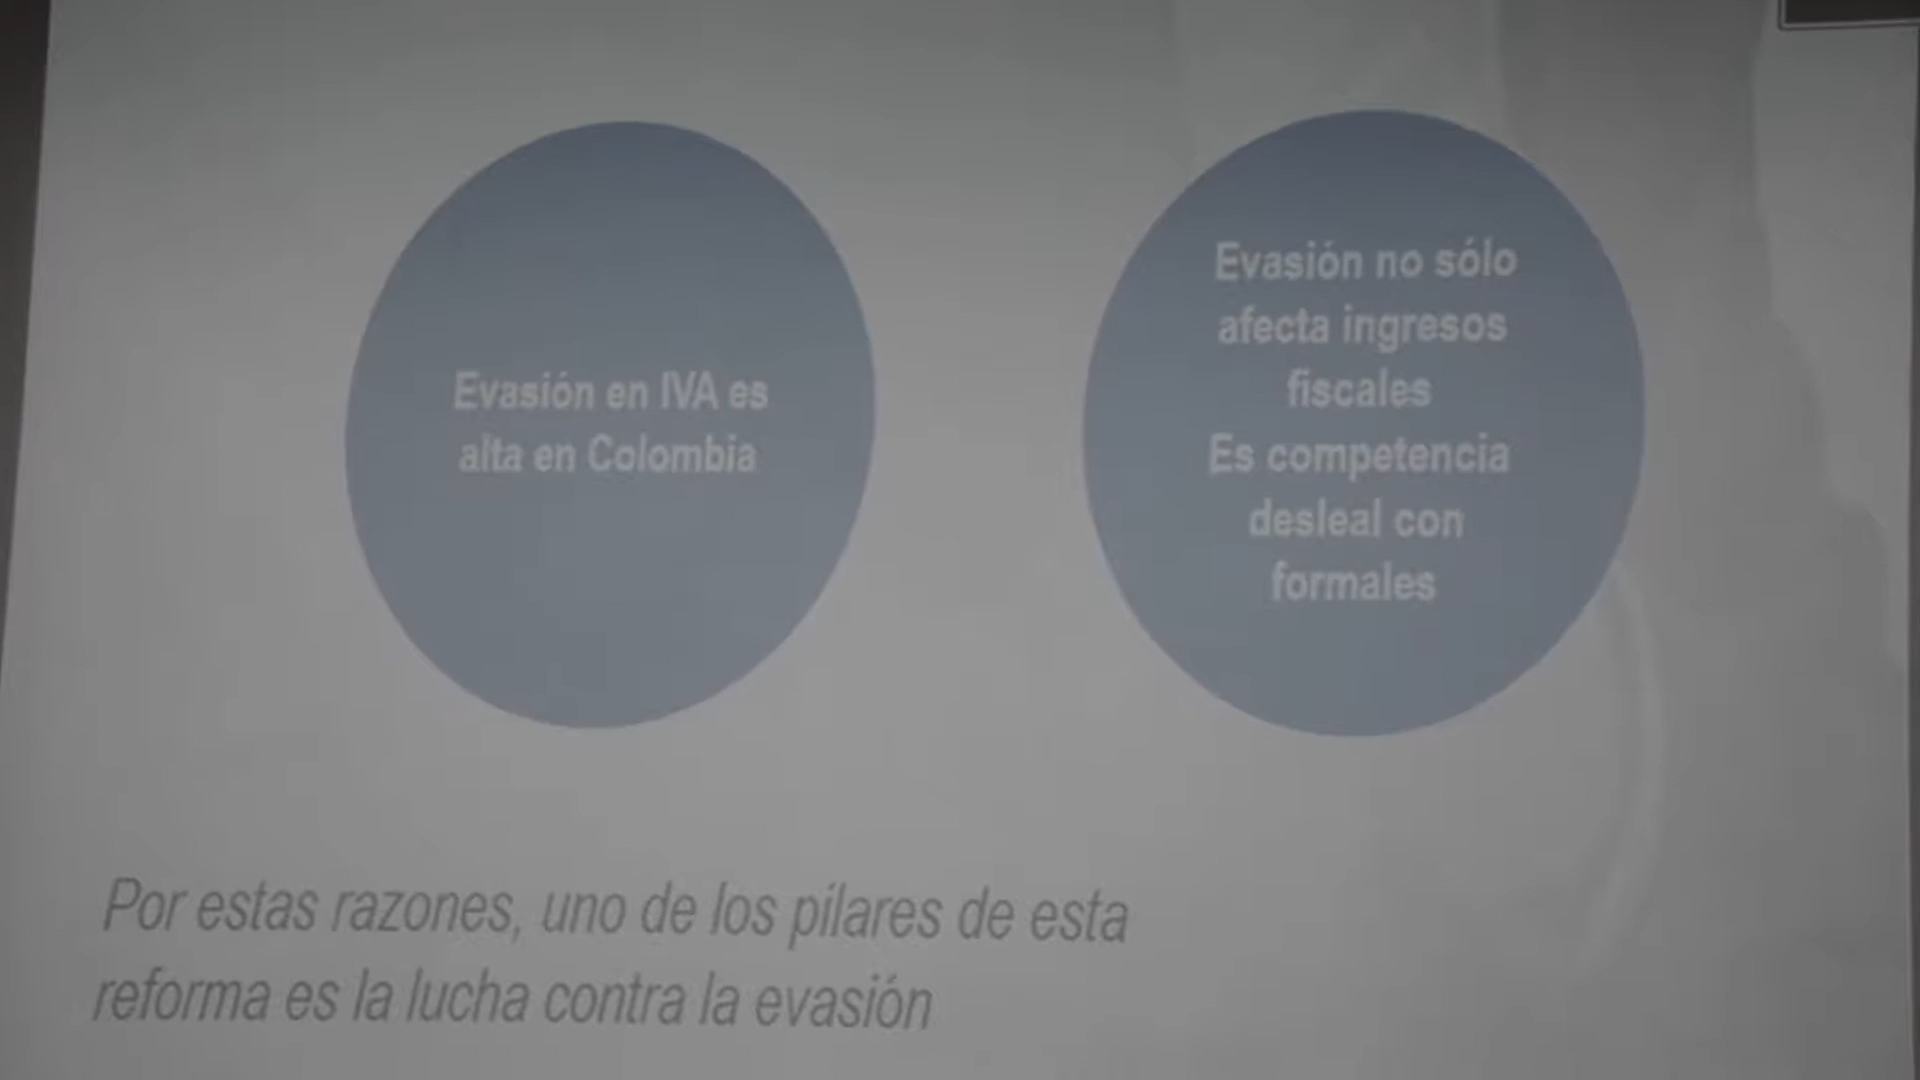 Evasión en IVA es
alta en Colombia
Evasión no sólo
afecta ingresos
fiscales
Es competencia
desleal con
formales
Por estas razones, uno de los pilares de esta
reforma es la lucha contra la evasión